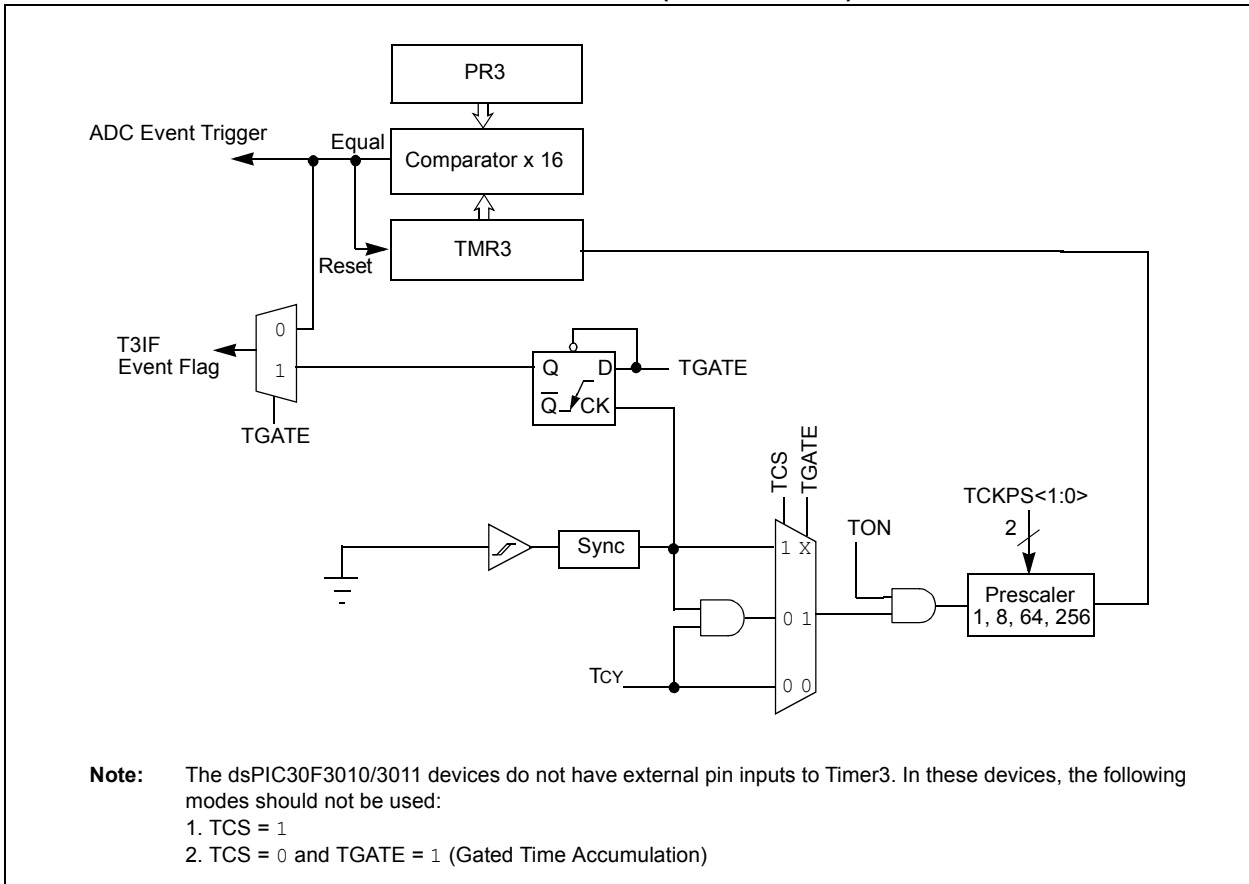 PR3
ADC Event Trigger
Equal
Comparator x 16
TMR3
Reset
0
T3IF
Event Flag
1
Q D
TGATE
Q CK
TGATE
TCS
TGATE
TCKPS<1:0>
2
TON
Sync
1 X
Prescaler
1, 8, 64, 256
0 1
TCY
0 0
Note: The dsPIC30F3010/3011 devices do not have external pin inputs to Timer3. In these devices, the following
modes should not be used:
1. TCS = 1
2. TCS = 0 and TGATE = 1 (Gated Time Accumulation)